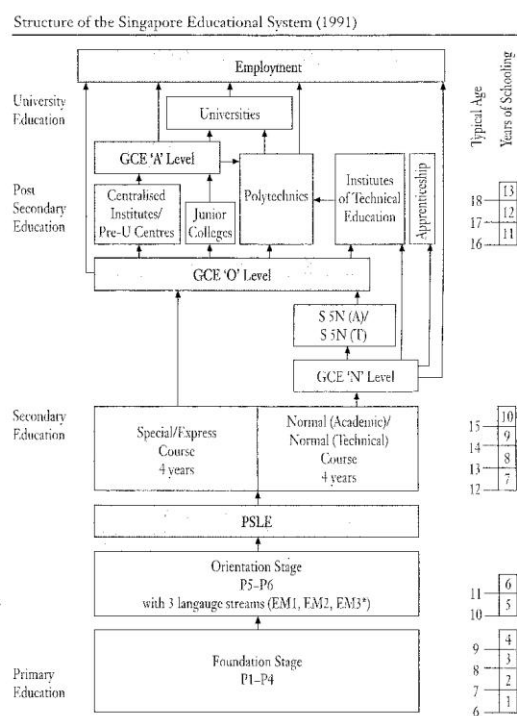 Structure of the Singapore Educational System (1991)
Employment
University
Education
Universities
GCE 'A' Level
Post
Secondary
Education
Centralised
Institutes/
Pre-U Centres
Junior
Colleges
Polytechnics
Institutes
of Technical
Education
Apprenticeship
GCE 'O' Level
S 5N (A)/
S 5N (T)
GCE 'N' Level
Secondary
Education
Special/Express
Course
4 years
Normal (Academic)/
Normal (Technical)
Course
4 years
PSLE
Orientation Stage
P5–P6
with 3 langauge streams (EM1, EM2, EM3*)
Foundation Stage
P1–P4
Primary
Education
Typical Age
Years of Schooling
13
18
12
17
11
16
10
15
9
14
8
13
7
12
6
11
5
10
4
9
3
8
2
7
1
6